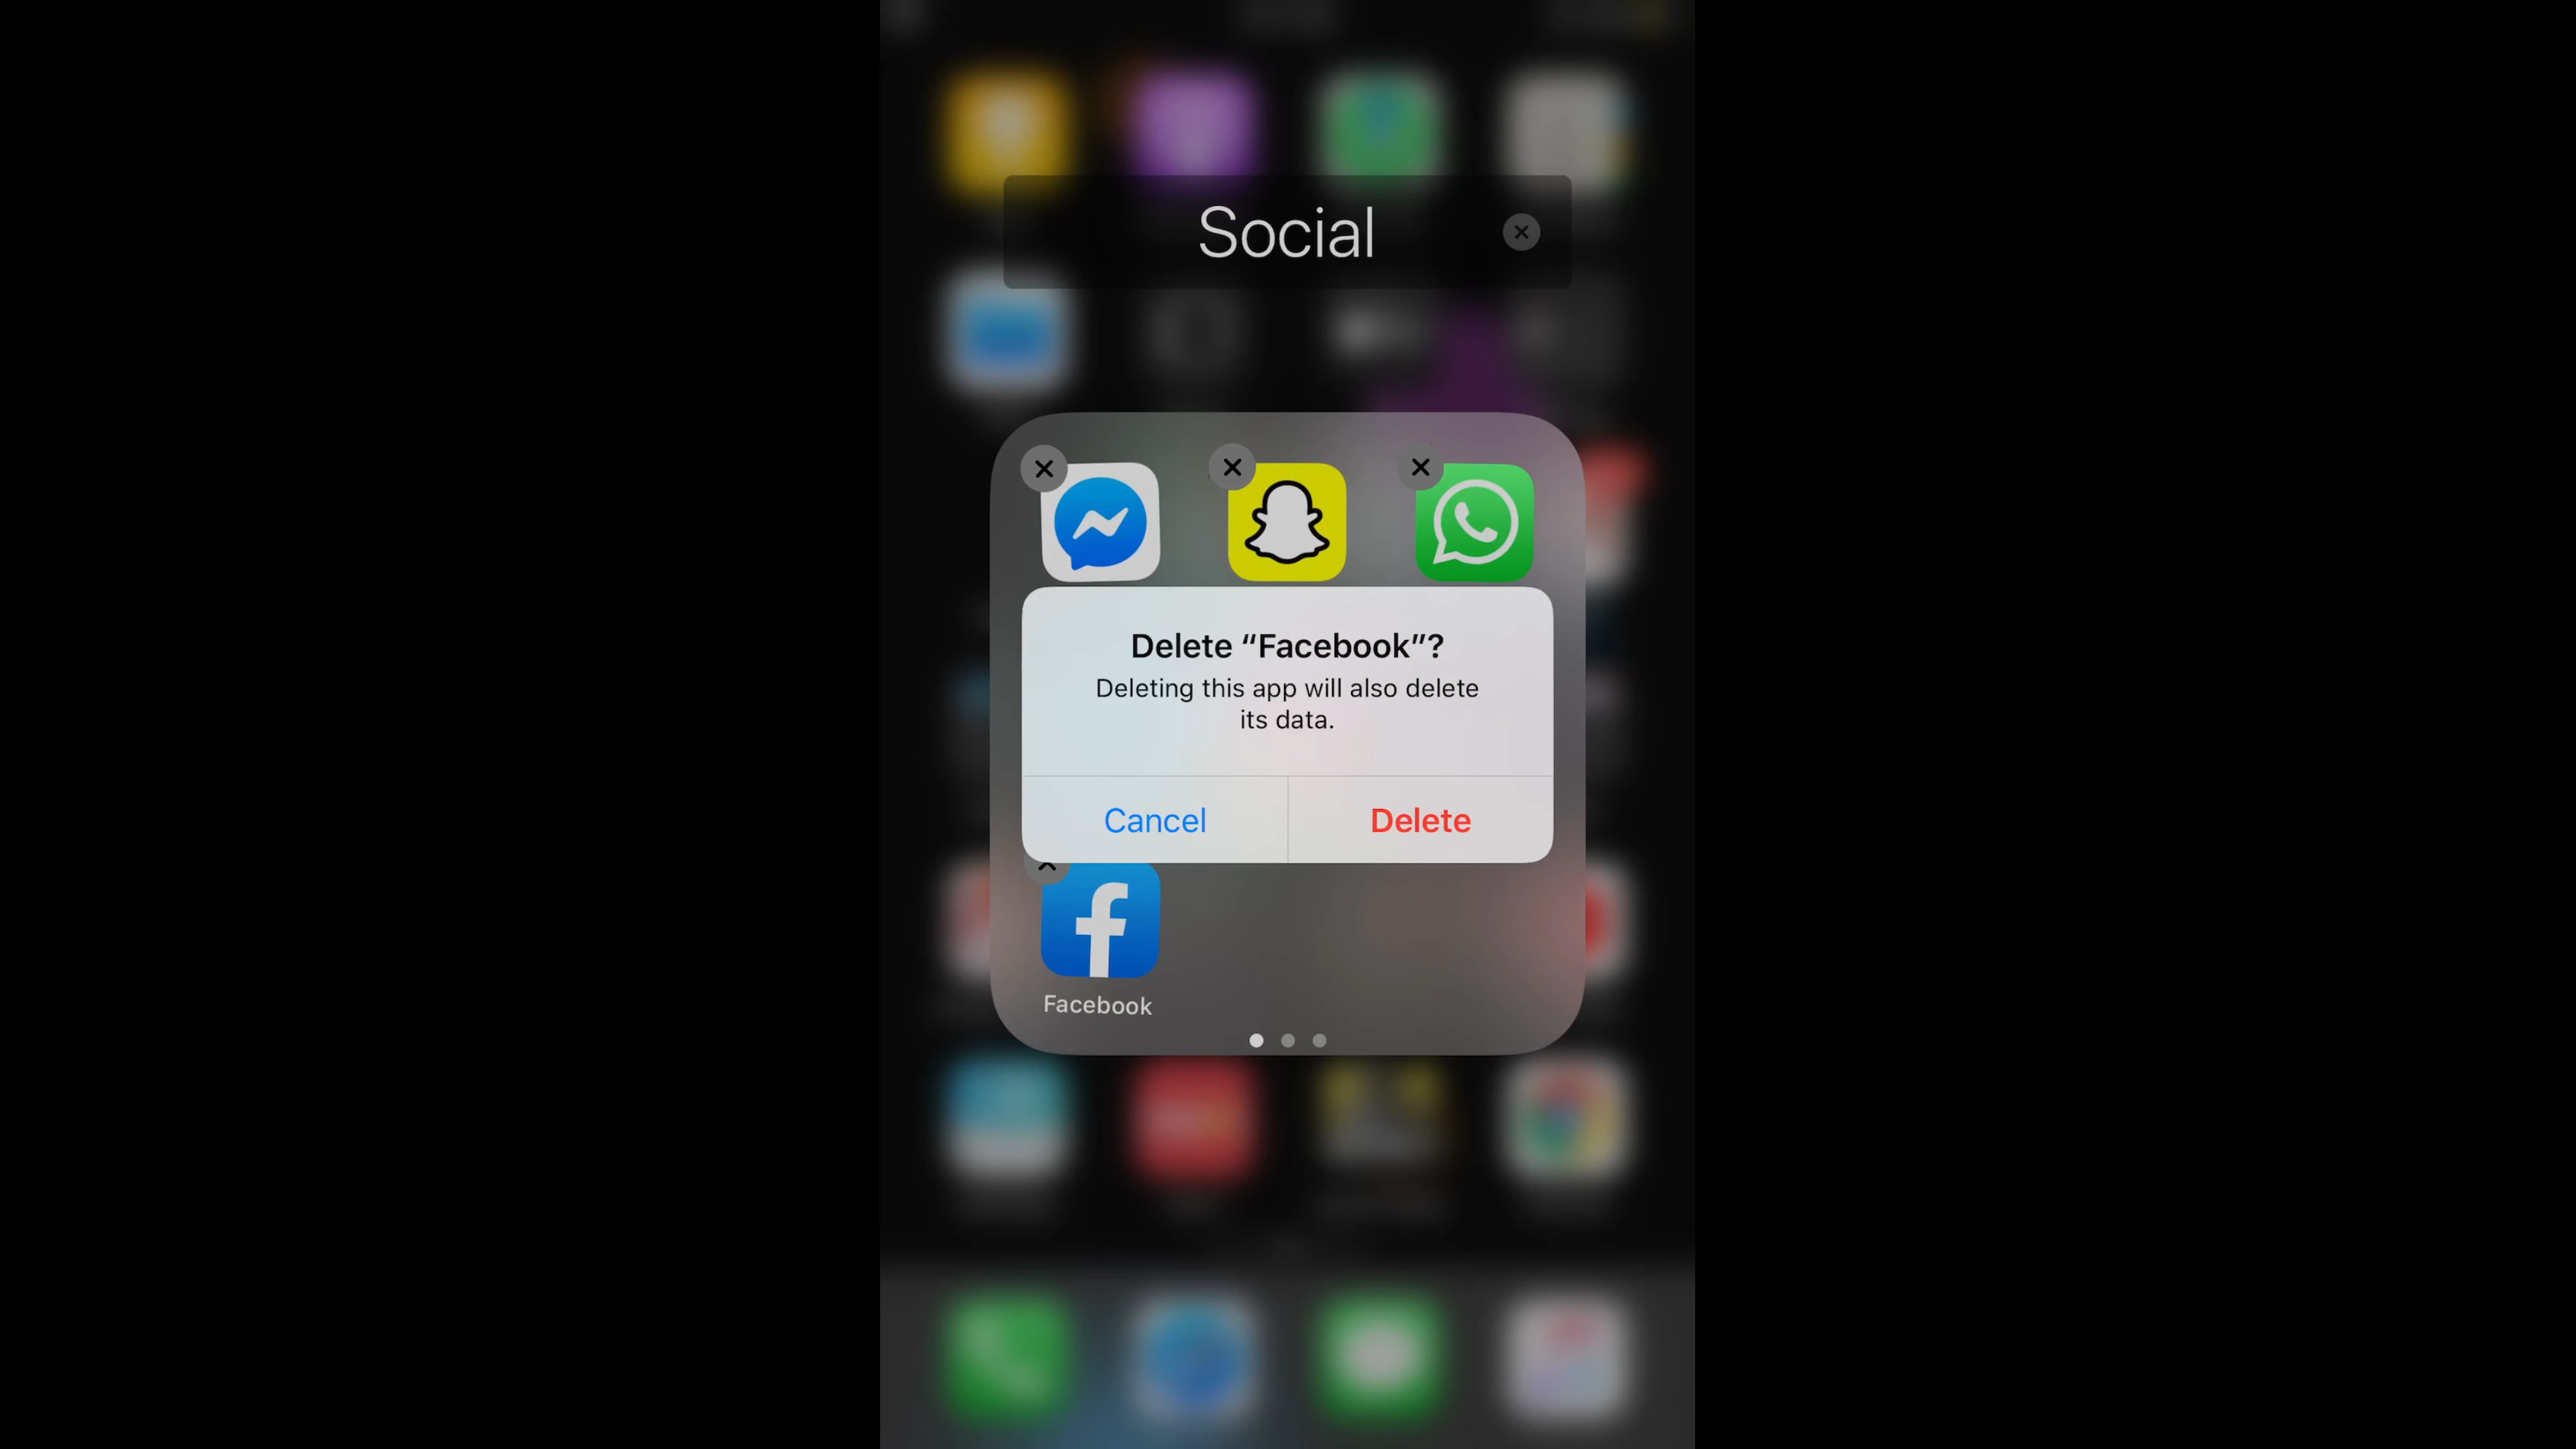 Social
Delete “Facebook”?
Deleting this app will also delete
its data.
Cancel
Delete
Facebook